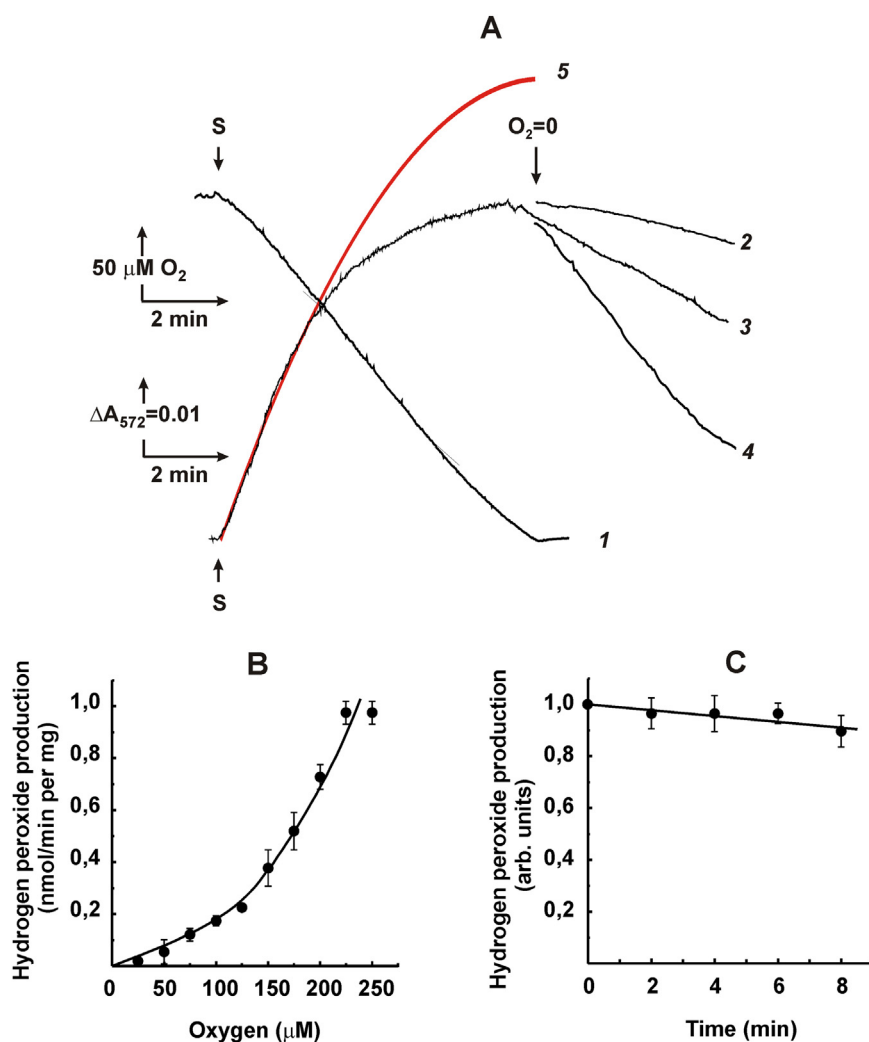 A
5
S
O₂=0
2
50 μM O₂
2 min
3
ΔA₅₇₂=0.01
4
2 min
1
S
B
Hydrogen peroxide production
(nmol/min per mg)
1,0
0,8
0,6
0,4
0,2
0 50 100 150 200 250
Oxygen (μM)
C
Hydrogen peroxide production
(arb. units)
1,0
0,8
0,6
0,4
0,2
0 2 4 6 8
Time (min)